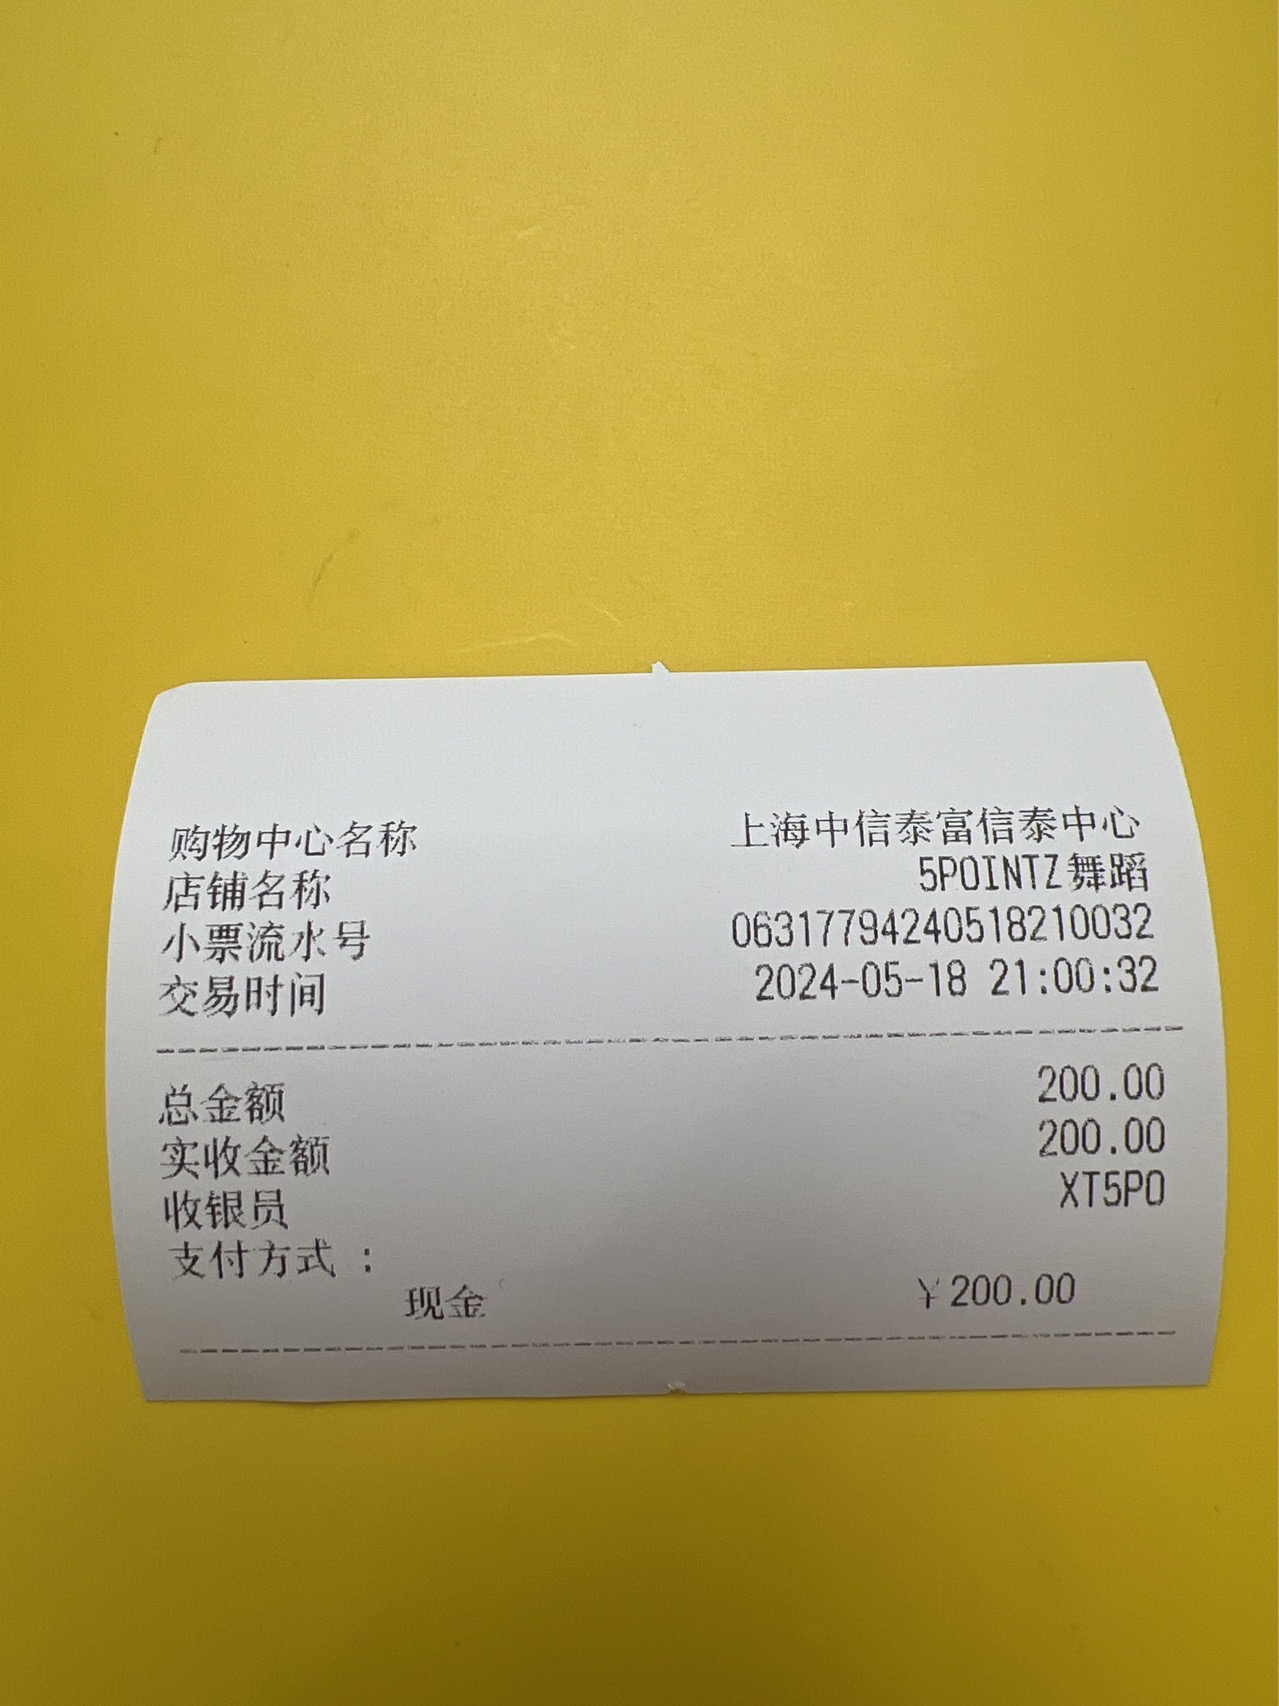 购物中心名称 上海中信泰富信泰中心
店铺名称 5POINTZ舞蹈
小票流水号 06317794240518210032
交易时间 2024-05-18 21:00:32
总金额 200.00
实收金额 200.00
收银员 XT5PO
支付方式：
现金 ￥200.00